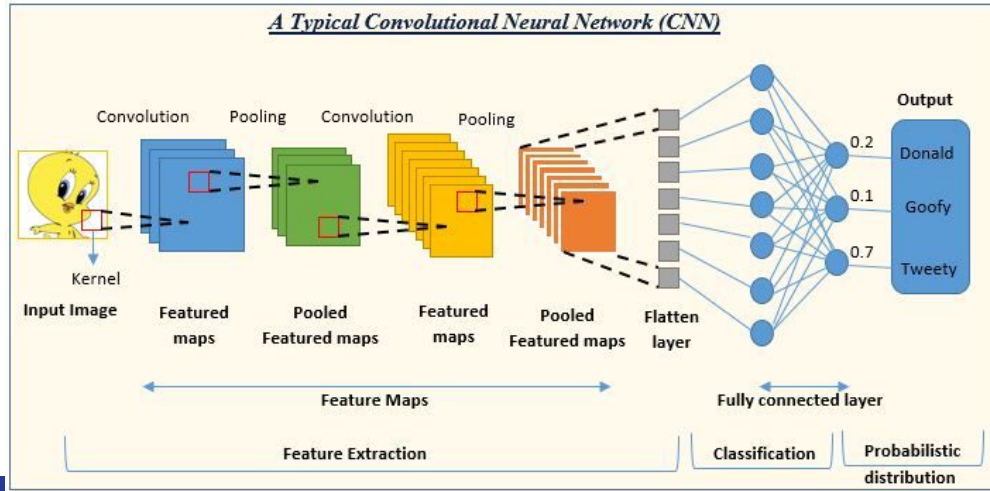 A Typical Convolutional Neural Network (CNN)
Convolution
Pooling
Convolution
Pooling
Output
0.2
Donald
0.1
Goofy
0.7
Tweety
Kernel
Input Image
Featured
maps
Pooled
Featured maps
Featured
maps
Pooled
Featured maps
Flatten
layer
Feature Maps
Fully connected layer
Feature Extraction
Classification
Probabilistic
distribution